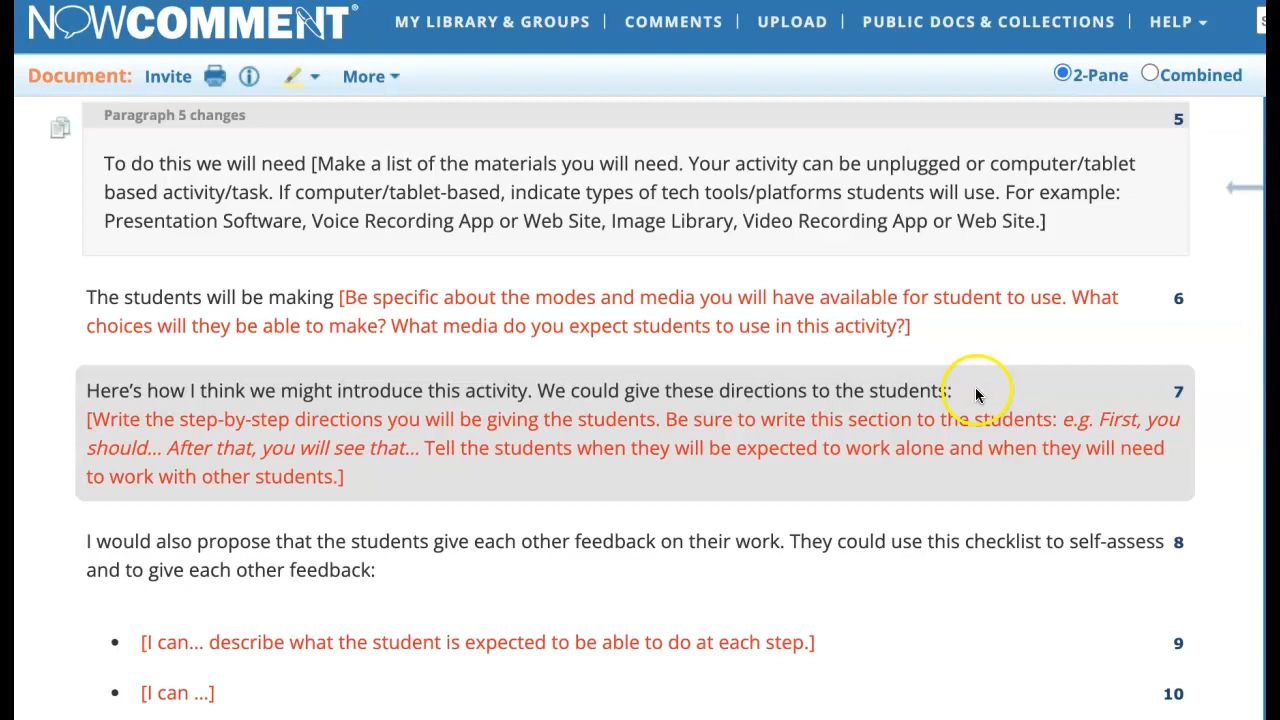 NOWCOMMENT®
MY LIBRARY & GROUPS | COMMENTS | UPLOAD | PUBLIC DOCS & COLLECTIONS | HELP
Document: Invite More 2-Pane Combined
Paragraph 5 changes 5
To do this we will need [Make a list of the materials you will need. Your activity can be unplugged or computer/tablet
based activity/task. If computer/tablet-based, indicate types of tech tools/platforms students will use. For example:
Presentation Software, Voice Recording App or Web Site, Image Library, Video Recording App or Web Site.]
The students will be making [Be specific about the modes and media you will have available for student to use. What 6
choices will they be able to make? What media do you expect students to use in this activity?]
Here’s how I think we might introduce this activity. We could give these directions to the students: 7
[Write the step-by-step directions you will be giving the students. Be sure to write this section to the students: e.g. First, you
should... After that, you will see that... Tell the students when they will be expected to work alone and when they will need
to work with other students.]
I would also propose that the students give each other feedback on their work. They could use this checklist to self-assess 8
and to give each other feedback:
• [I can... describe what the student is expected to be able to do at each step.] 9
• [I can ...] 10